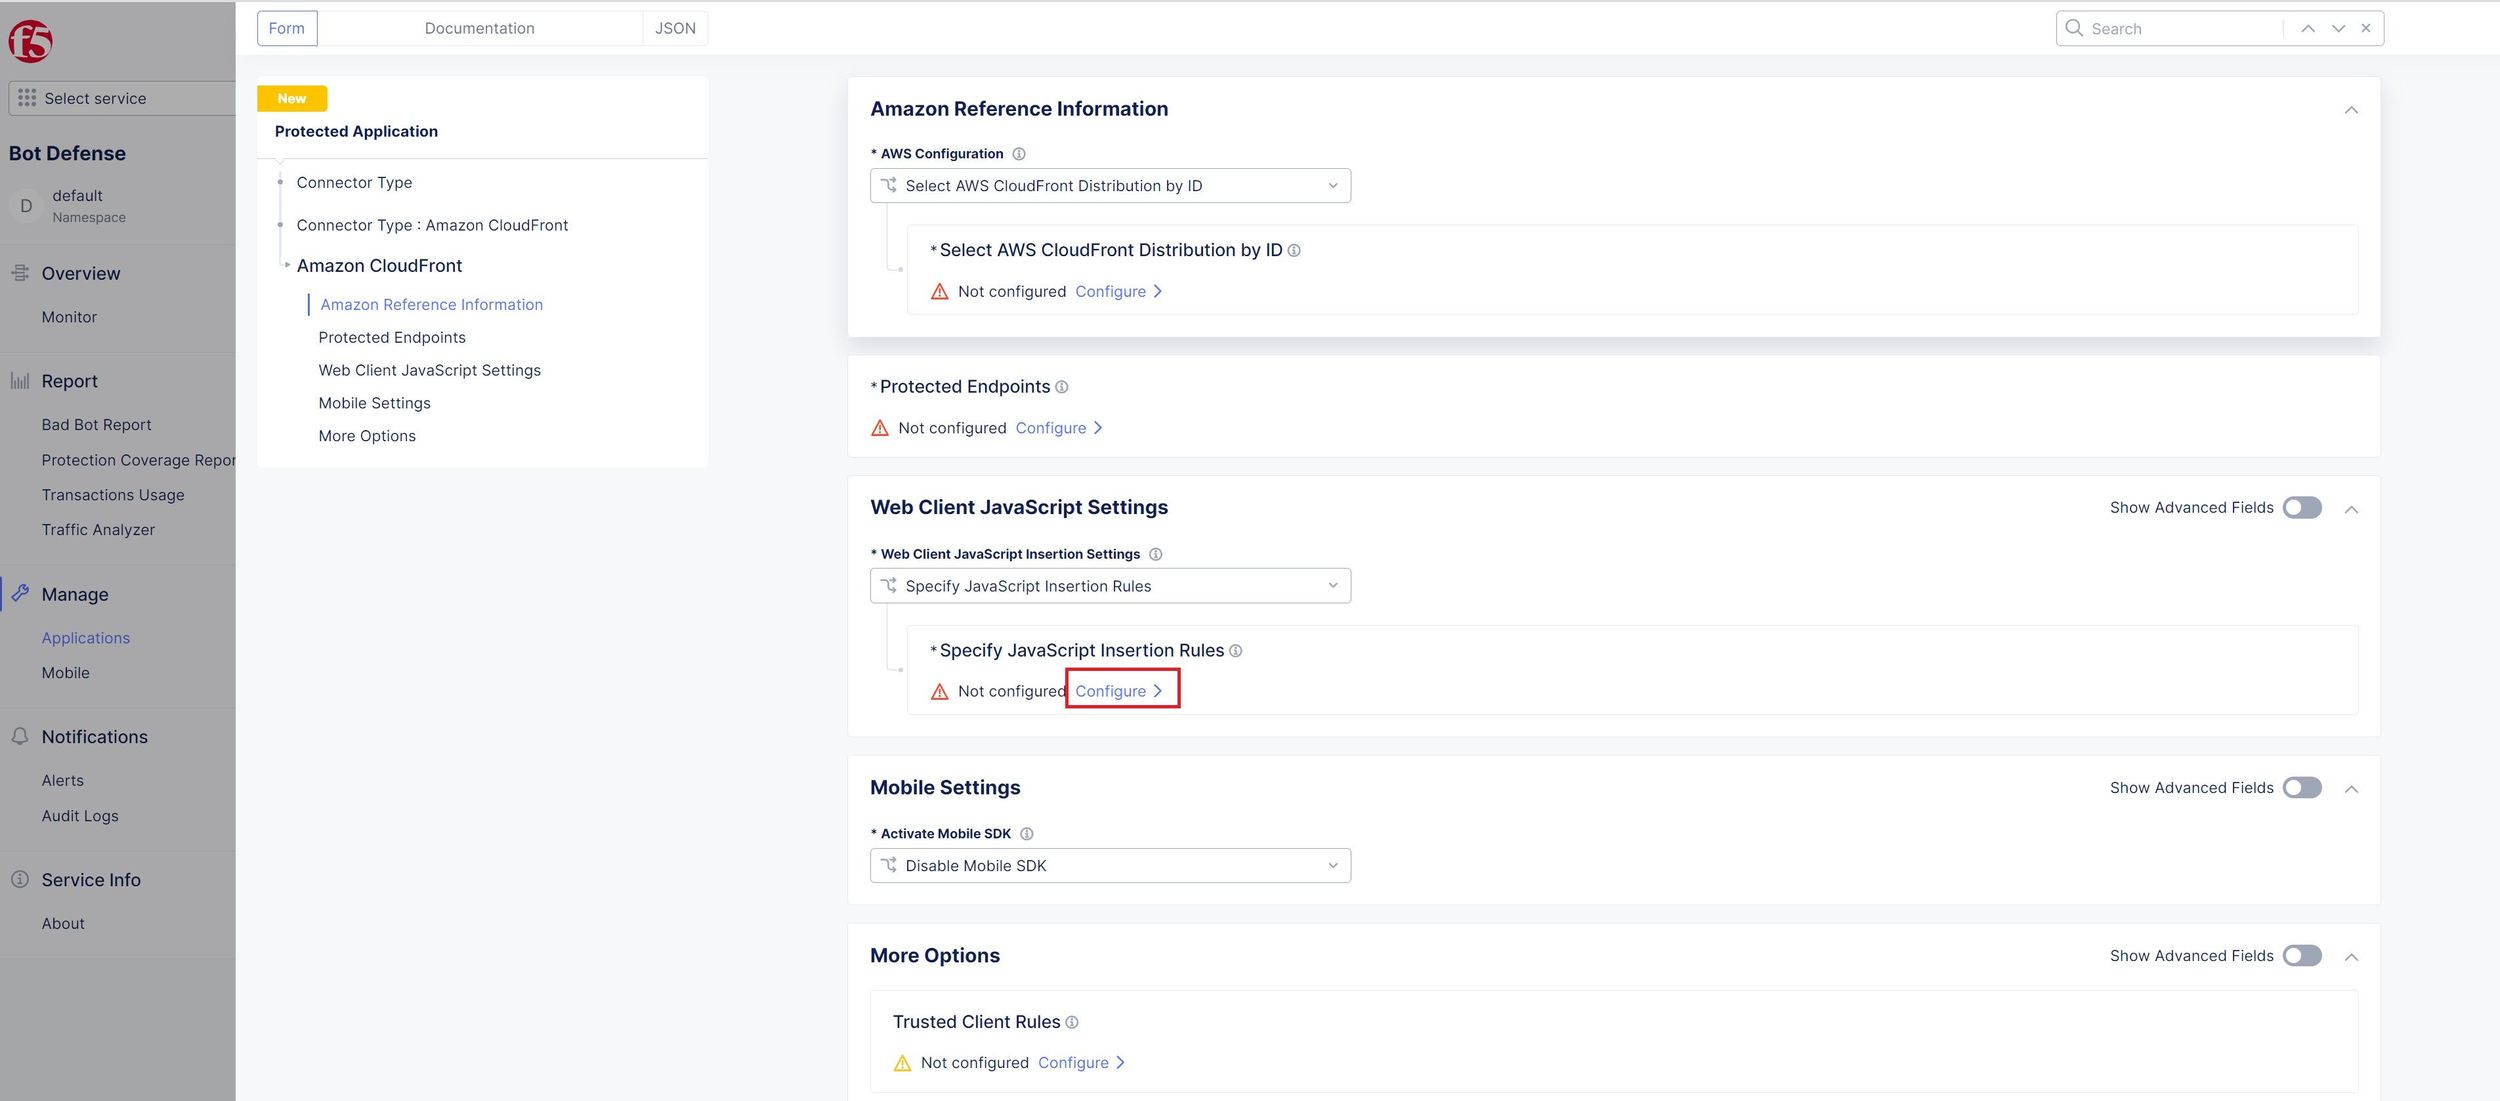 f5
Select service
Bot Defense
D
default
Namespace
Overview
Monitor
Report
Bad Bot Report
Protection Coverage Repor
Transactions Usage
Traffic Analyzer
Manage
Applications
Mobile
Notifications
Alerts
Audit Logs
Service Info
About
Form
Documentation
JSON
Search
New
Protected Application
Connector Type
Connector Type : Amazon CloudFront
Amazon CloudFront
Amazon Reference Information
Protected Endpoints
Web Client JavaScript Settings
Mobile Settings
More Options
Amazon Reference Information
* AWS Configuration
Select AWS CloudFront Distribution by ID
* Select AWS CloudFront Distribution by ID
Not configured Configure
* Protected Endpoints
Not configured Configure
Web Client JavaScript Settings
Show Advanced Fields
* Web Client JavaScript Insertion Settings
Specify JavaScript Insertion Rules
* Specify JavaScript Insertion Rules
Not configured Configure
Mobile Settings
Show Advanced Fields
* Activate Mobile SDK
Disable Mobile SDK
More Options
Show Advanced Fields
Trusted Client Rules
Not configured Configure